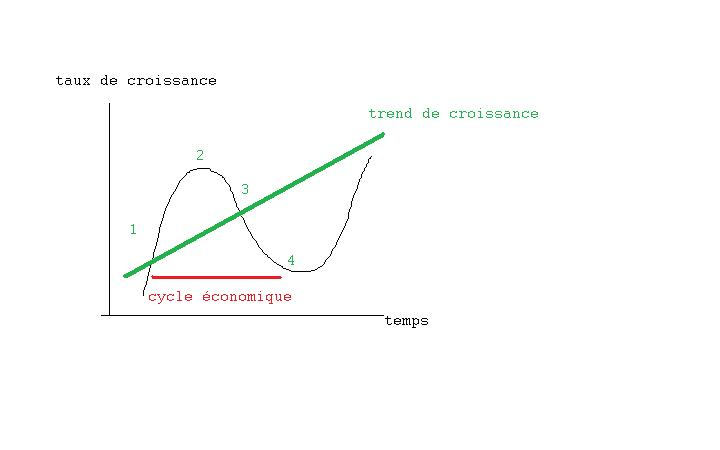 taux de croissance
trend de croissance
2
3
1
4
cycle économique
temps